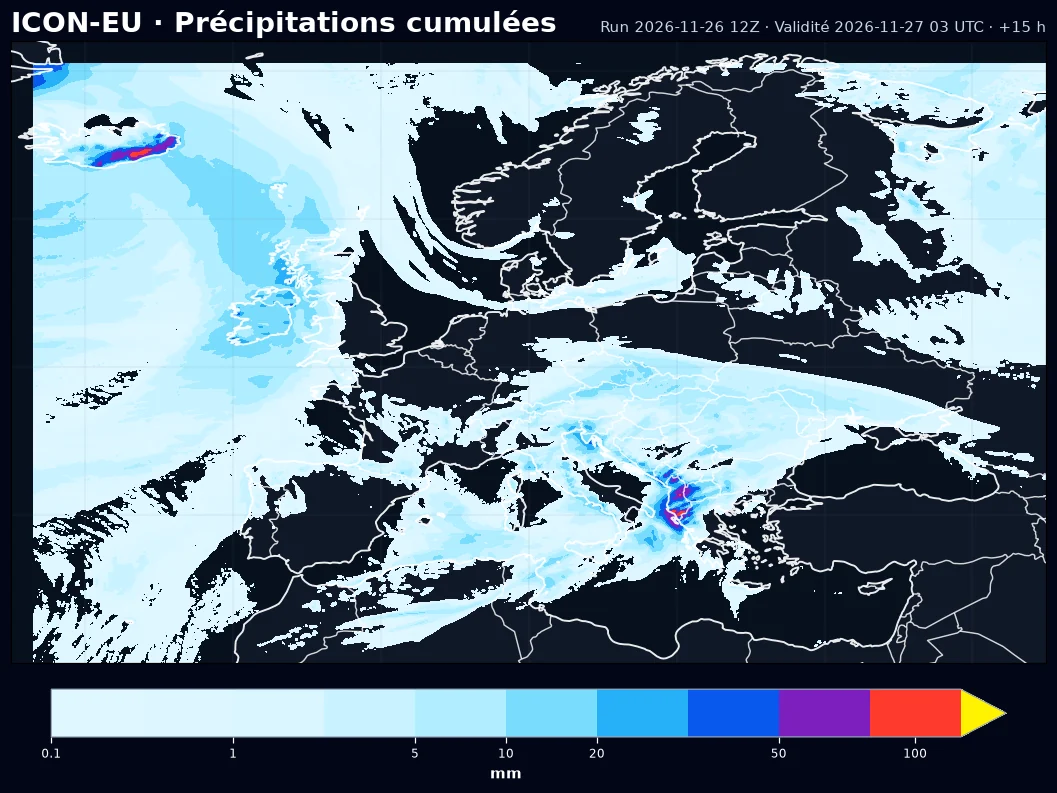 ICON-EU · Précipitations cumulées
Run 2026-11-26 12Z · Validité 2026-11-27 03 UTC · +15 h
0.1 1 5 10 20 50 100
mm